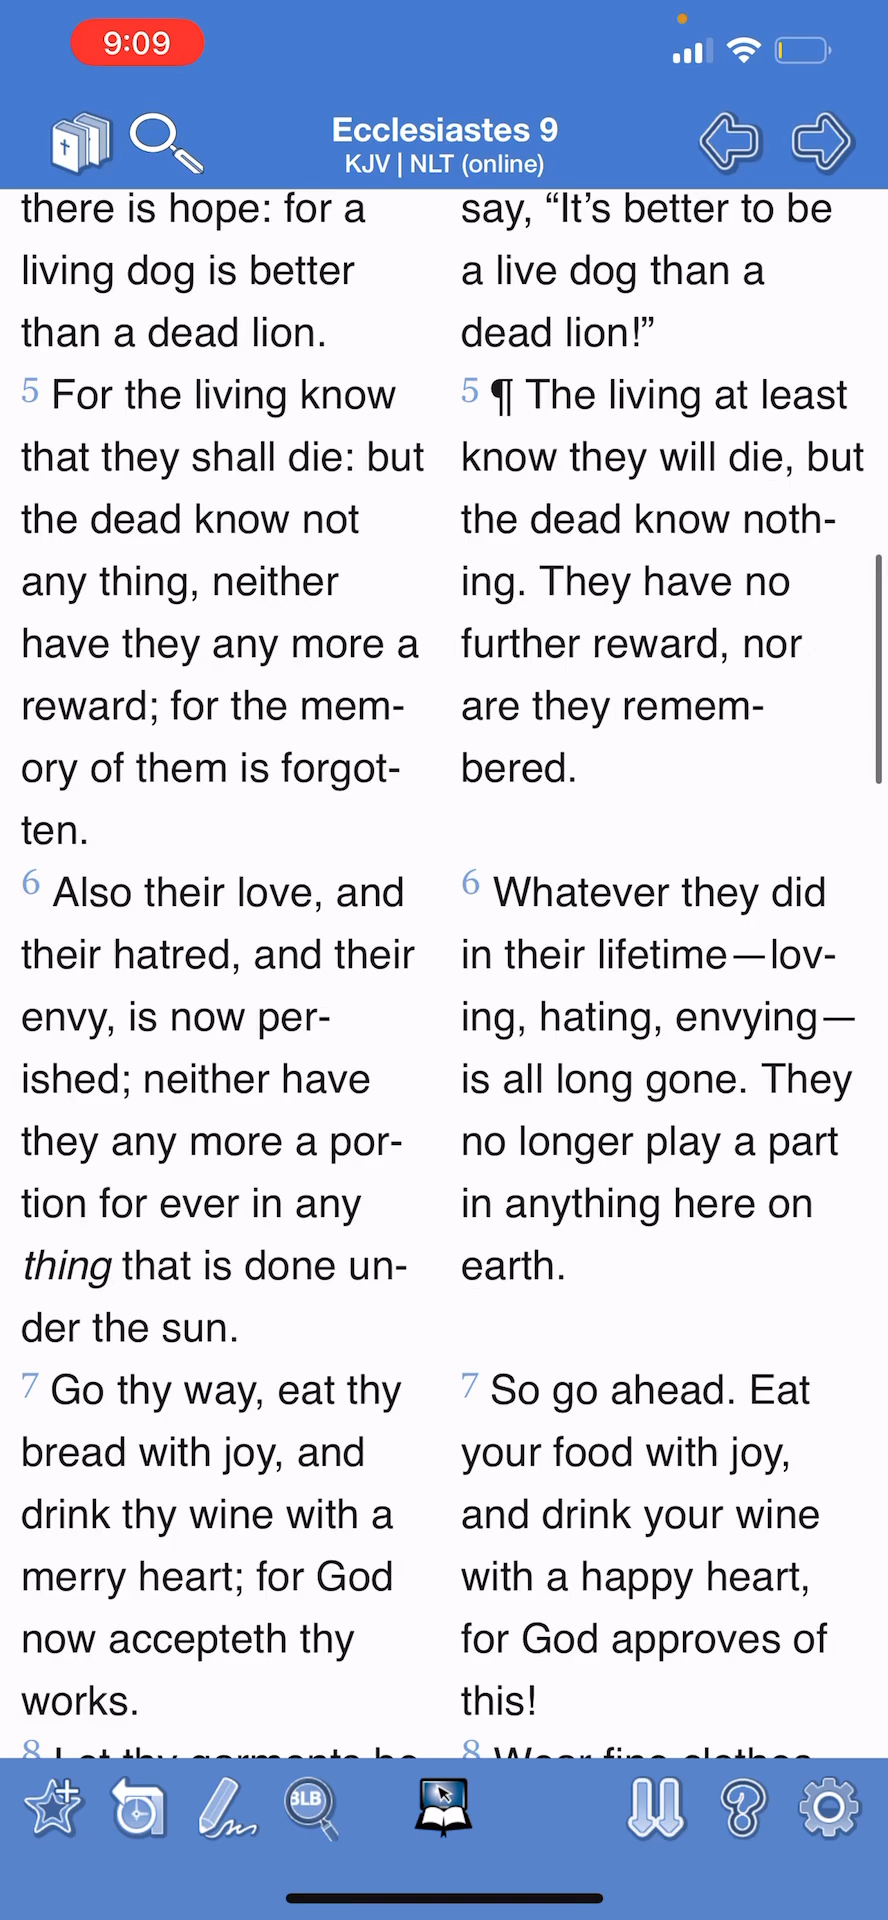 9:09
Ecclesiastes 9
KJV | NLT (online)
there is hope: for a
living dog is better
than a dead lion.
5 For the living know
that they shall die: but
the dead know not
any thing, neither
have they any more a
reward; for the mem-
ory of them is forgot-
ten.
6 Also their love, and
their hatred, and their
envy, is now per-
ished; neither have
they any more a por-
tion for ever in any
thing that is done un-
der the sun.
7 Go thy way, eat thy
bread with joy, and
drink thy wine with a
merry heart; for God
now accepteth thy
works.
8 Let thy garments be
say, “It’s better to be
a live dog than a
dead lion!”
5 ¶ The living at least
know they will die, but
the dead know noth-
ing. They have no
further reward, nor
are they remem-
bered.
6 Whatever they did
in their lifetime—lov-
ing, hating, envying—
is all long gone. They
no longer play a part
in anything here on
earth.
7 So go ahead. Eat
your food with joy,
and drink your wine
with a happy heart,
for God approves of
this!
8 Wear fine clothes
BLB